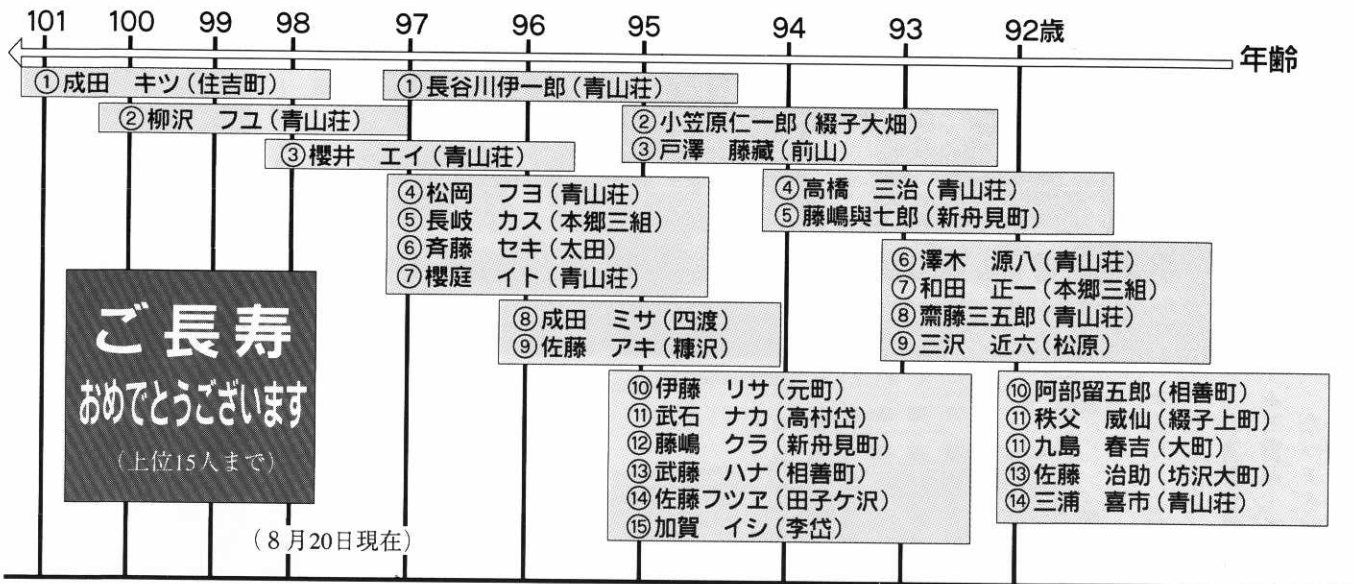 101 100 99 98 97 96 95 94 93 92歳
年齢
①成田 キツ(住吉町)
②柳沢 フユ(青山荘)
③櫻井 エイ(青山荘)
④松岡 フヨ(青山荘)
⑤長岐 カス(本郷三組)
⑥斉藤 セキ(太田)
⑦櫻庭 イト(青山荘)
⑧成田 ミサ(四渡)
⑨佐藤 アキ(糠沢)
⑩伊藤 リサ(元町)
⑪武石 ナカ(高村岱)
⑫藤嶋 クラ(新舟見町)
⑬武藤 ハナ(相善町)
⑭佐藤フツヱ(田子ケ沢)
⑮加賀 イシ(李岱)
①長谷川伊一郎(青山荘)
②小笠原仁一郎(綴子大畑)
③戸澤 藤藏(前山)
④高橋 三治(青山荘)
⑤藤嶋與七郎(新舟見町)
⑥澤木 源八(青山荘)
⑦和田 正一(本郷三組)
⑧齋藤三五郎(青山荘)
⑨三沢 近六(松原)
⑩阿部留五郎(相善町)
⑪秩父 威仙(綴子上町)
⑪九島 春吉(大町)
⑬佐藤 治助(坊沢大町)
⑭三浦 喜市(青山荘)
ご長寿
おめでとうございます
(上位15人まで)
(8月20日現在)